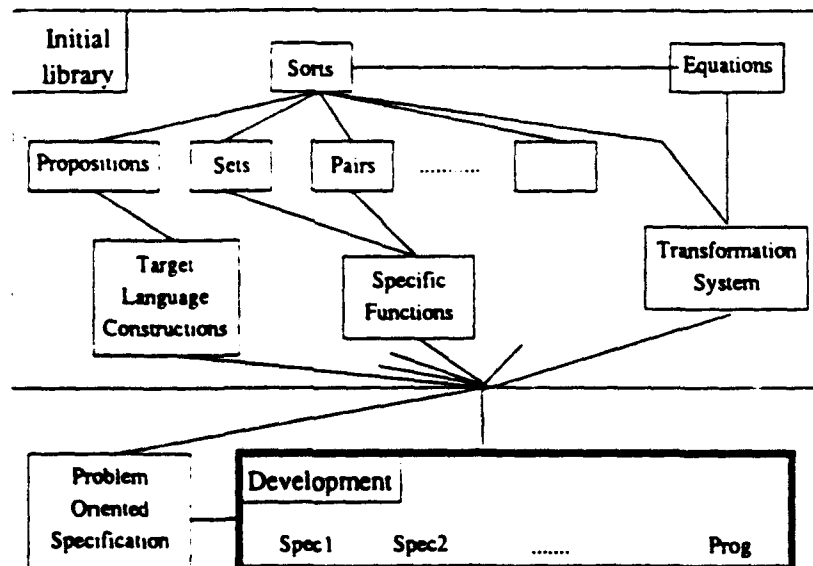 Initial
library
Sorts
Equations
Propositions
Sets
Pairs
..........
Target
Language
Constructions
Specific
Functions
Transformation
System
Problem
Oriented
Specification
Development
Spec1
Spec2
.......
Prog